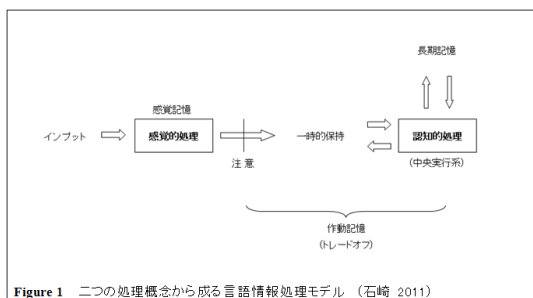 長期記憶
感覚記憶
インプット
感覚的処理
一時的保持
認知的処理
注意
(中央実行系)
作動記憶
(トレードオフ)
Figure 1 二つの処理概念から成る言語情報処理モデル (石崎 2011)